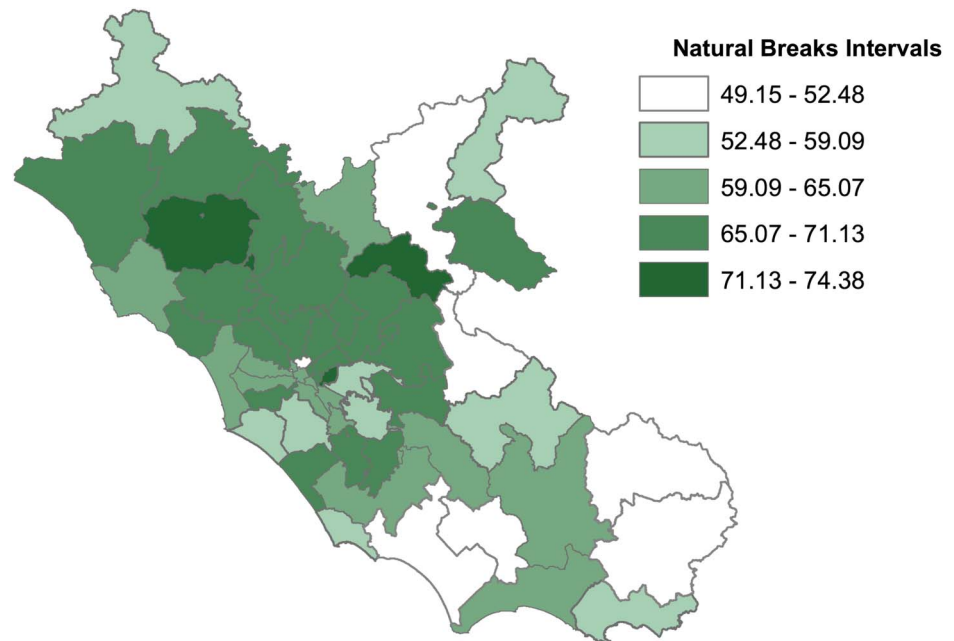 Natural Breaks Intervals
49.15 - 52.48
52.48 - 59.09
59.09 - 65.07
65.07 - 71.13
71.13 - 74.38